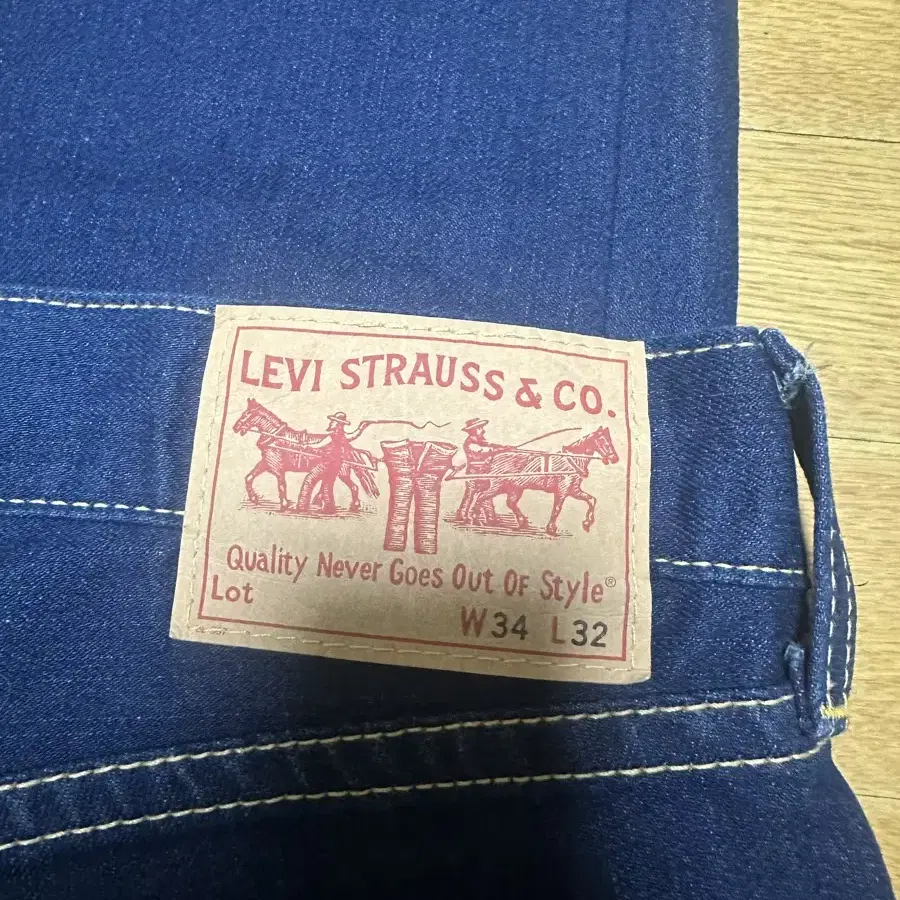 LEVI STRAUSS & CO.
Quality Never Goes Out Of Style®
Lot
W34 L32